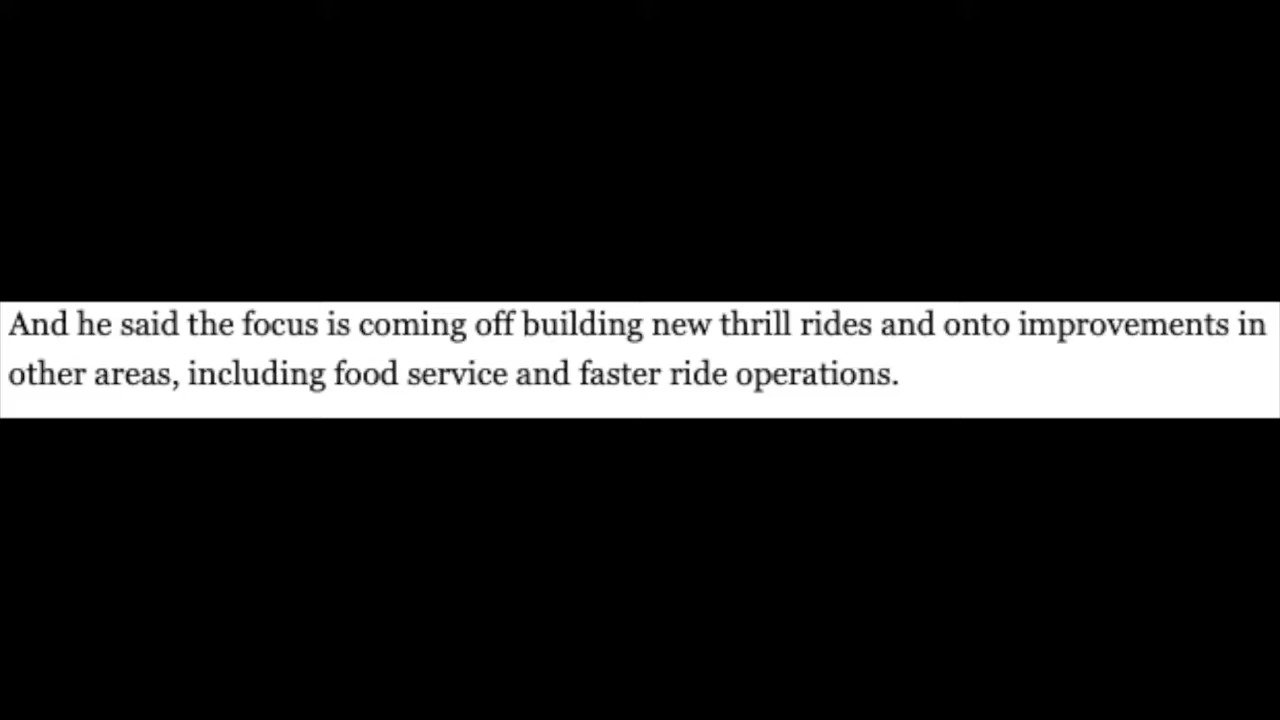 And he said the focus is coming off building new thrill rides and onto improvements in
other areas, including food service and faster ride operations.